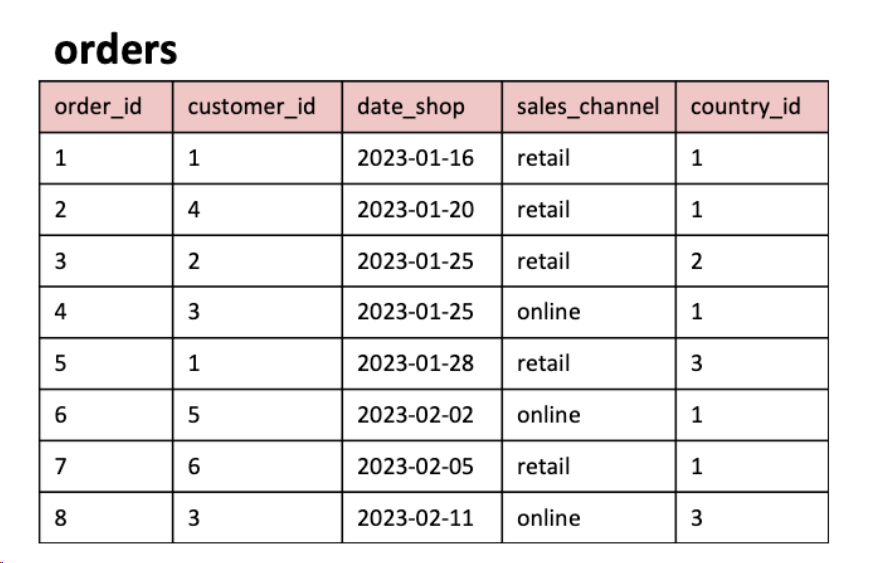 orders
order_id customer_id date_shop sales_channel country_id
1 1 2023-01-16 retail 1
2 4 2023-01-20 retail 1
3 2 2023-01-25 retail 2
4 3 2023-01-25 online 1
5 1 2023-01-28 retail 3
6 5 2023-02-02 online 1
7 6 2023-02-05 retail 1
8 3 2023-02-11 online 3